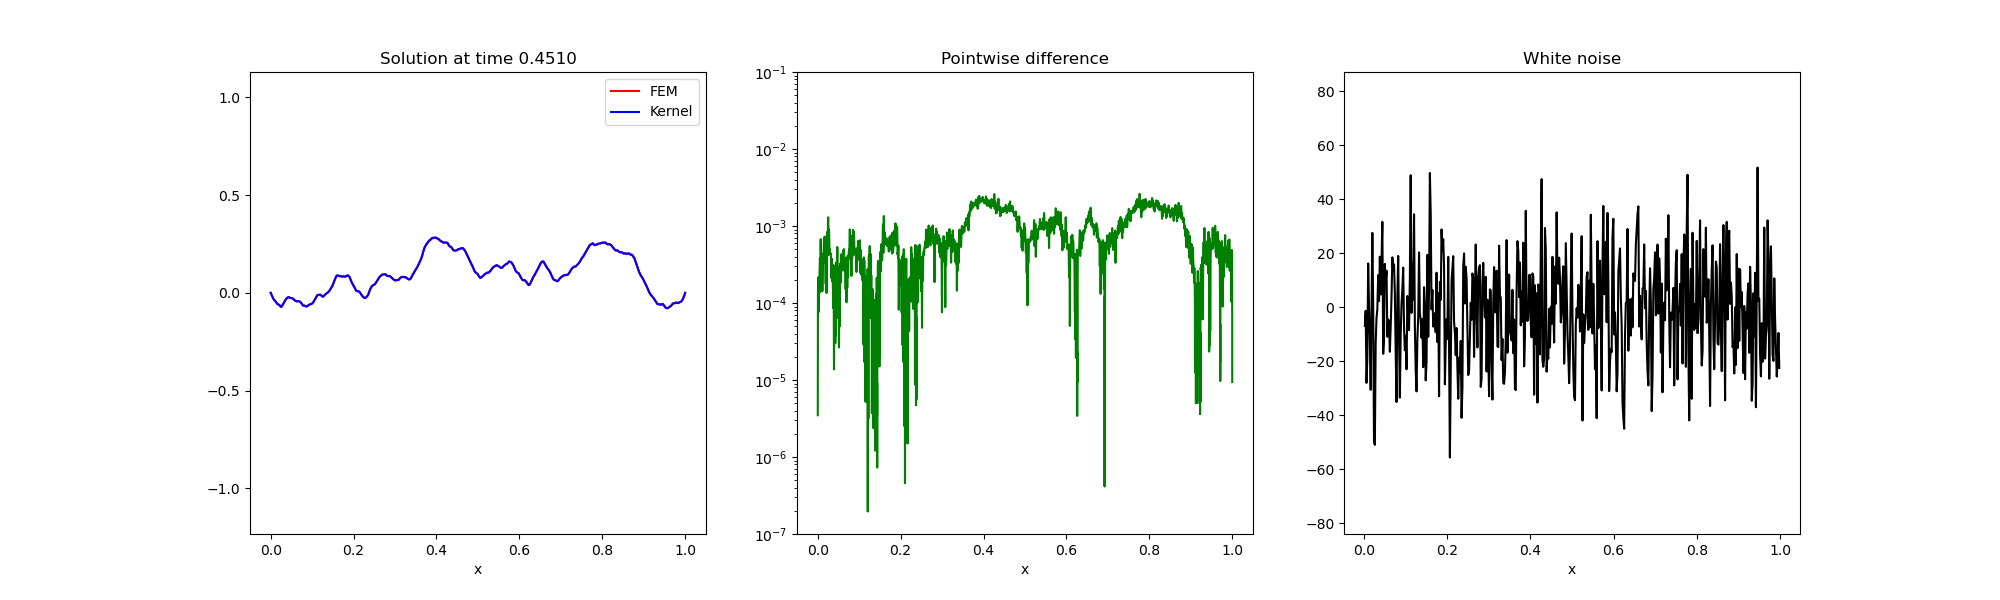 Solution at time 0.4510
FEM
Kernel
1.0
0.5
0.0
−0.5
−1.0
0.0 0.2 0.4 0.6 0.8 1.0
x
Pointwise difference
10⁻¹
10⁻²
10⁻³
10⁻⁴
10⁻⁵
10⁻⁶
10⁻⁷
0.0 0.2 0.4 0.6 0.8 1.0
x
White noise
80
60
40
20
0
−20
−40
−60
−80
0.0 0.2 0.4 0.6 0.8 1.0
x